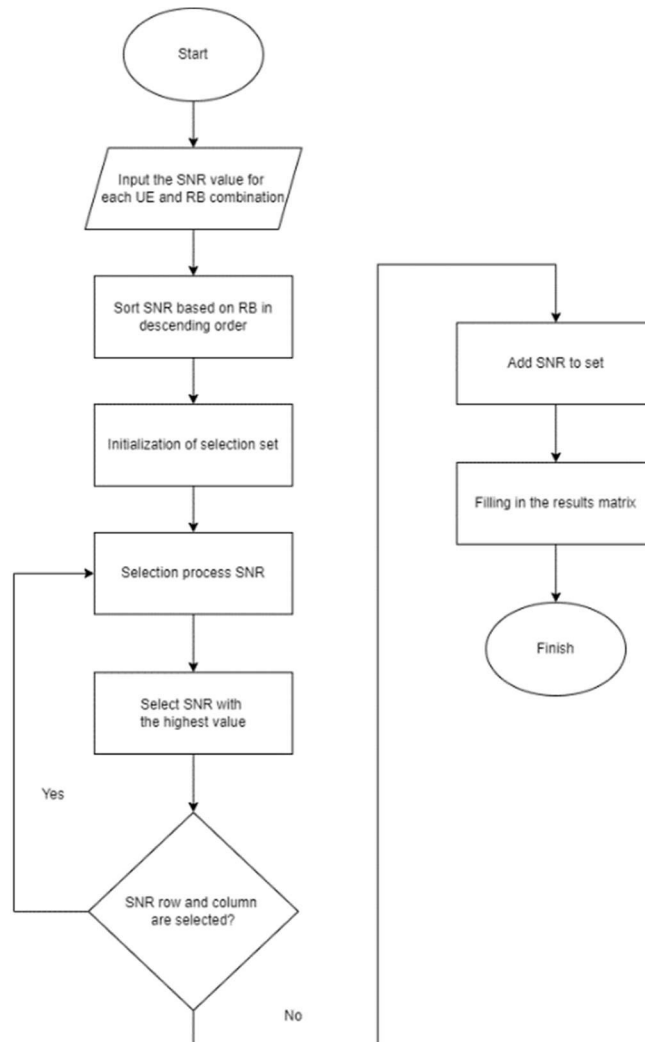 Start
Input the SNR value for
each UE and RB combination
Sort SNR based on RB in
descending order
Initialization of selection set
Selection process SNR
Select SNR with
the highest value
Yes
SNR row and column
are selected?
No
Add SNR to set
Filling in the results matrix
Finish